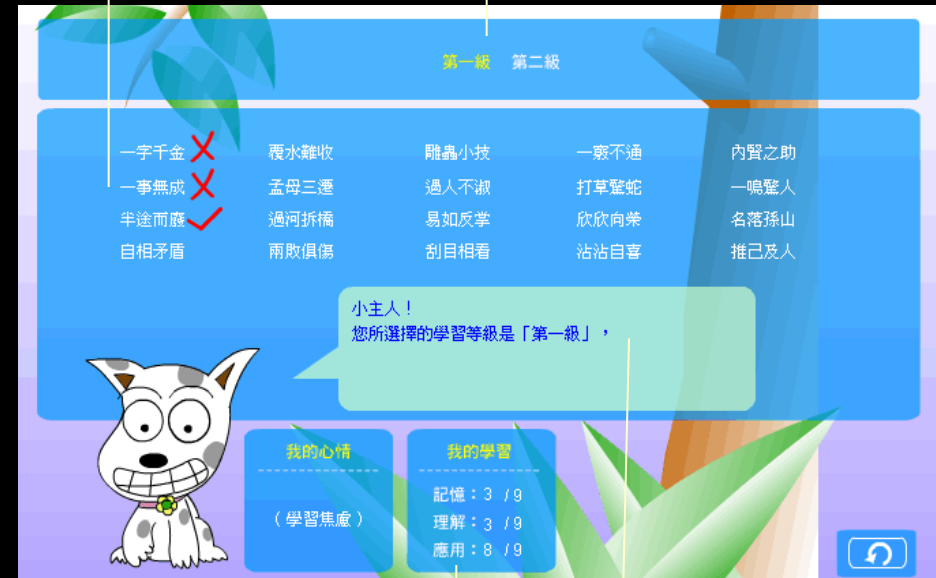 第一級 第二級
一字千金 覆水難收 雕蟲小技 一竅不通 內賢之助
一事無成 孟母三遷 遇人不淑 打草驚蛇 一鳴驚人
半途而廢 過河拆橋 易如反掌 欣欣向榮 名落孫山
自相矛盾 兩敗俱傷 刮目相看 沾沾自喜 推己及人
小主人！
您所選擇的學習等級是「第一級」，
我的心情
（學習焦慮）
我的學習
記憶：3 /9
理解：3 /9
應用：8 /9